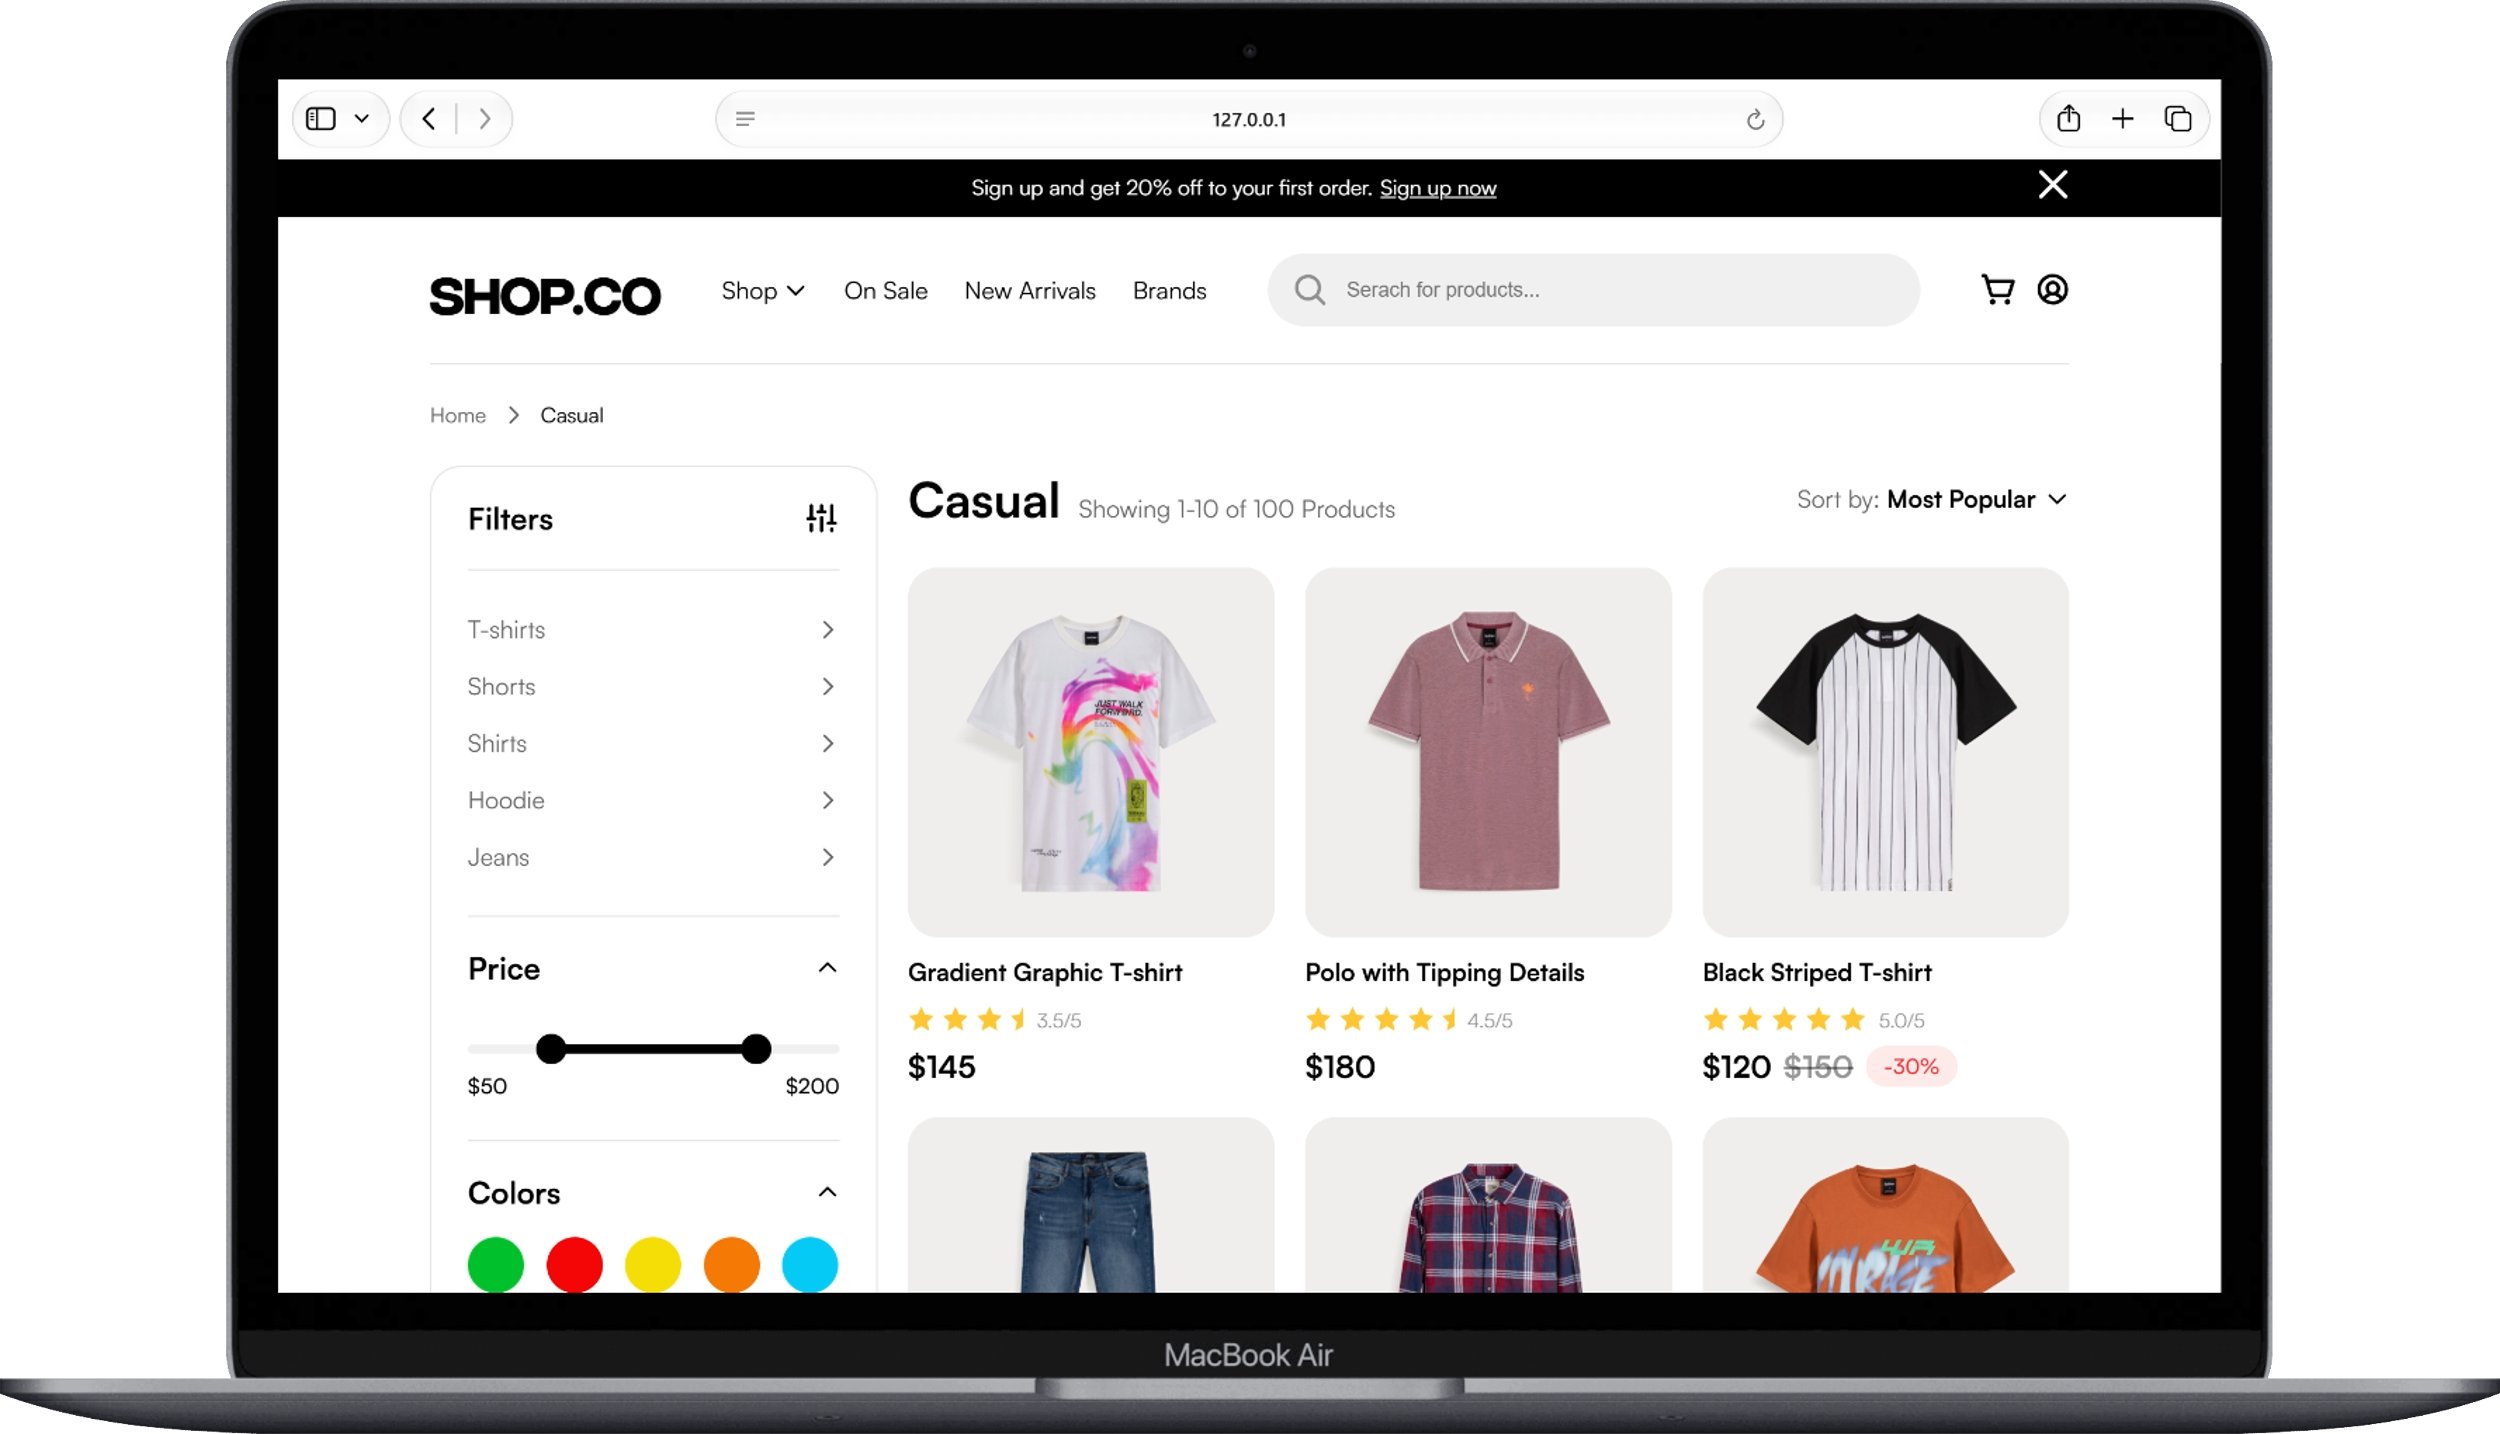 127.0.0.1
Sign up and get 20% off to your first order. Sign up now
SHOP.CO
Shop
On Sale
New Arrivals
Brands
Serach for products...
Home
Casual
Filters
T-shirts
Shorts
Shirts
Hoodie
Jeans
Price
$50
$200
Colors
Casual
Showing 1-10 of 100 Products
Sort by: Most Popular
JUST WALK
FORWARD.
Gradient Graphic T-shirt
3.5/5
$145
Polo with Tipping Details
4.5/5
$180
Black Striped T-shirt
5.0/5
$120 $150 -30%
MacBook Air